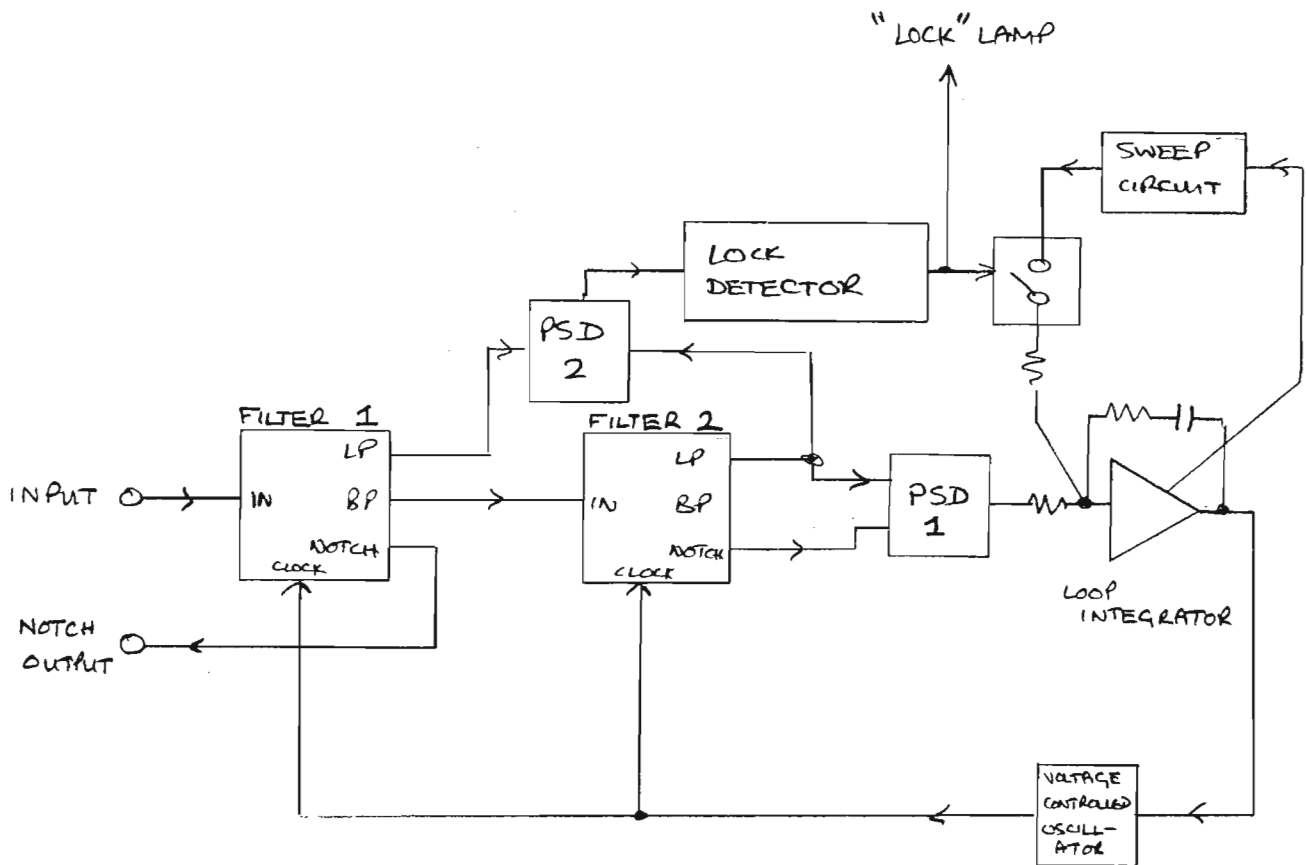 "LOCK" LAMP
SWEEP
CIRCUIT
LOCK
DETECTOR
PSD
2
FILTER 1
LP
IN
BP
NOTCH
CLOCK
FILTER 2
LP
IN
BP
NOTCH
CLOCK
PSD
1
INPUT
NOTCH
OUTPUT
LOOP
INTEGRATOR
VOLTAGE
CONTROLLED
OSCILL-
ATOR